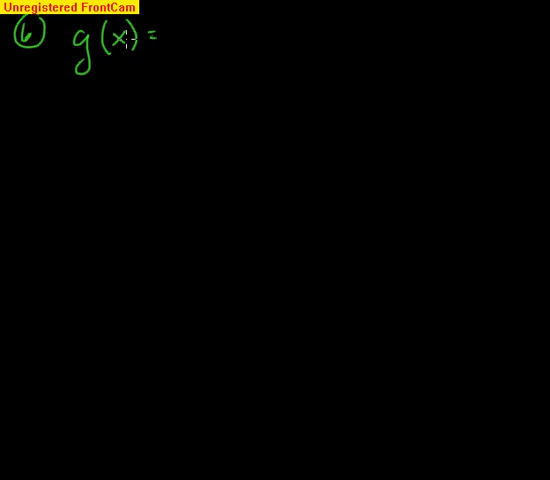 Unregistered FrontCam
⑥ g(x) =